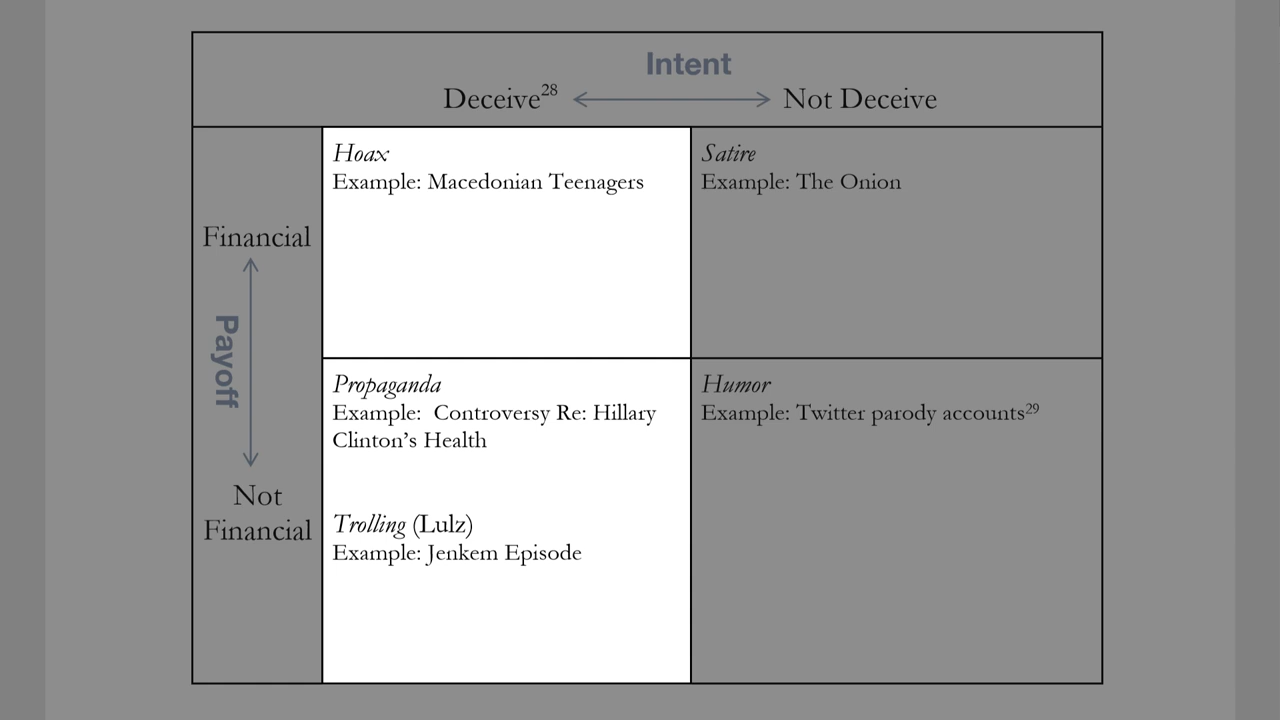 Intent
Deceive28 Not Deceive
Hoax
Example: Macedonian Teenagers
Satire
Example: The Onion
Financial
Payoff
Not
Financial
Propaganda
Example: Controversy Re: Hillary
Clinton's Health
Trolling (Lulz)
Example: Jenkem Episode
Humor
Example: Twitter parody accounts29